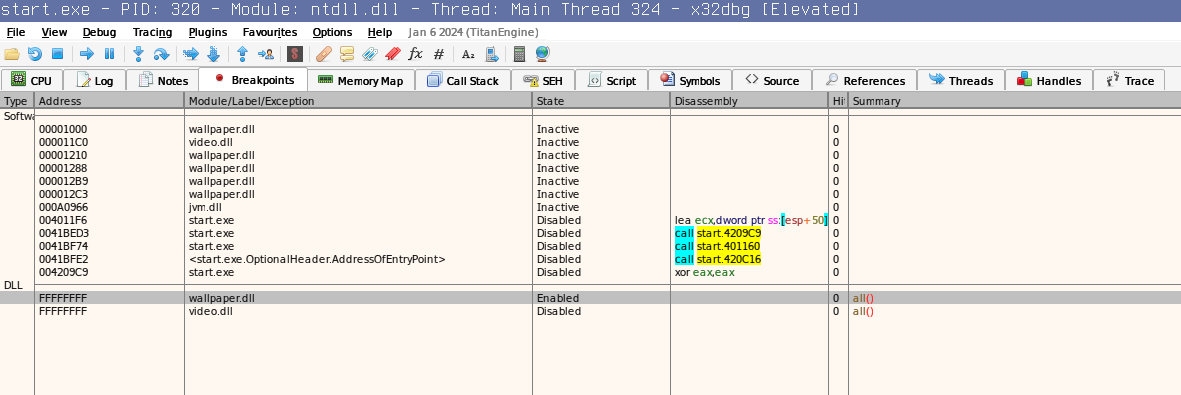 start.exe - PID: 320 - Module: ntdll.dll - Thread: Main Thread 324 - x32dbg [Elevated]
File View Debug Tracing Plugins Favourites Options Help Jan 6 2024 (TitanEngine)
CPU Log Notes Breakpoints Memory Map Call Stack SEH Script Symbols Source References Threads Handles Trace
Type Address Module/Label/Exception State Disassembly Hi Summary
Softwa
00001000 wallpaper.dll Inactive 0
000011C0 video.dll Inactive 0
00001210 wallpaper.dll Inactive 0
00001288 wallpaper.dll Inactive 0
000012B9 wallpaper.dll Inactive 0
000012C3 wallpaper.dll Inactive 0
000A0966 jvm.dll Inactive 0
004011F6 start.exe Disabled lea ecx,dword ptr ss:[esp+50] 0
0041BED3 start.exe Disabled call start.4209C9 0
0041BF74 start.exe Disabled call start.401160 0
0041BFE2 <start.exe.OptionalHeader.AddressOfEntryPoint> Disabled call start.420C16 0
004209C9 start.exe Disabled xor eax,eax 0
DLL
FFFFFFFF wallpaper.dll Enabled 0 all()
FFFFFFFF video.dll Disabled 0 all()